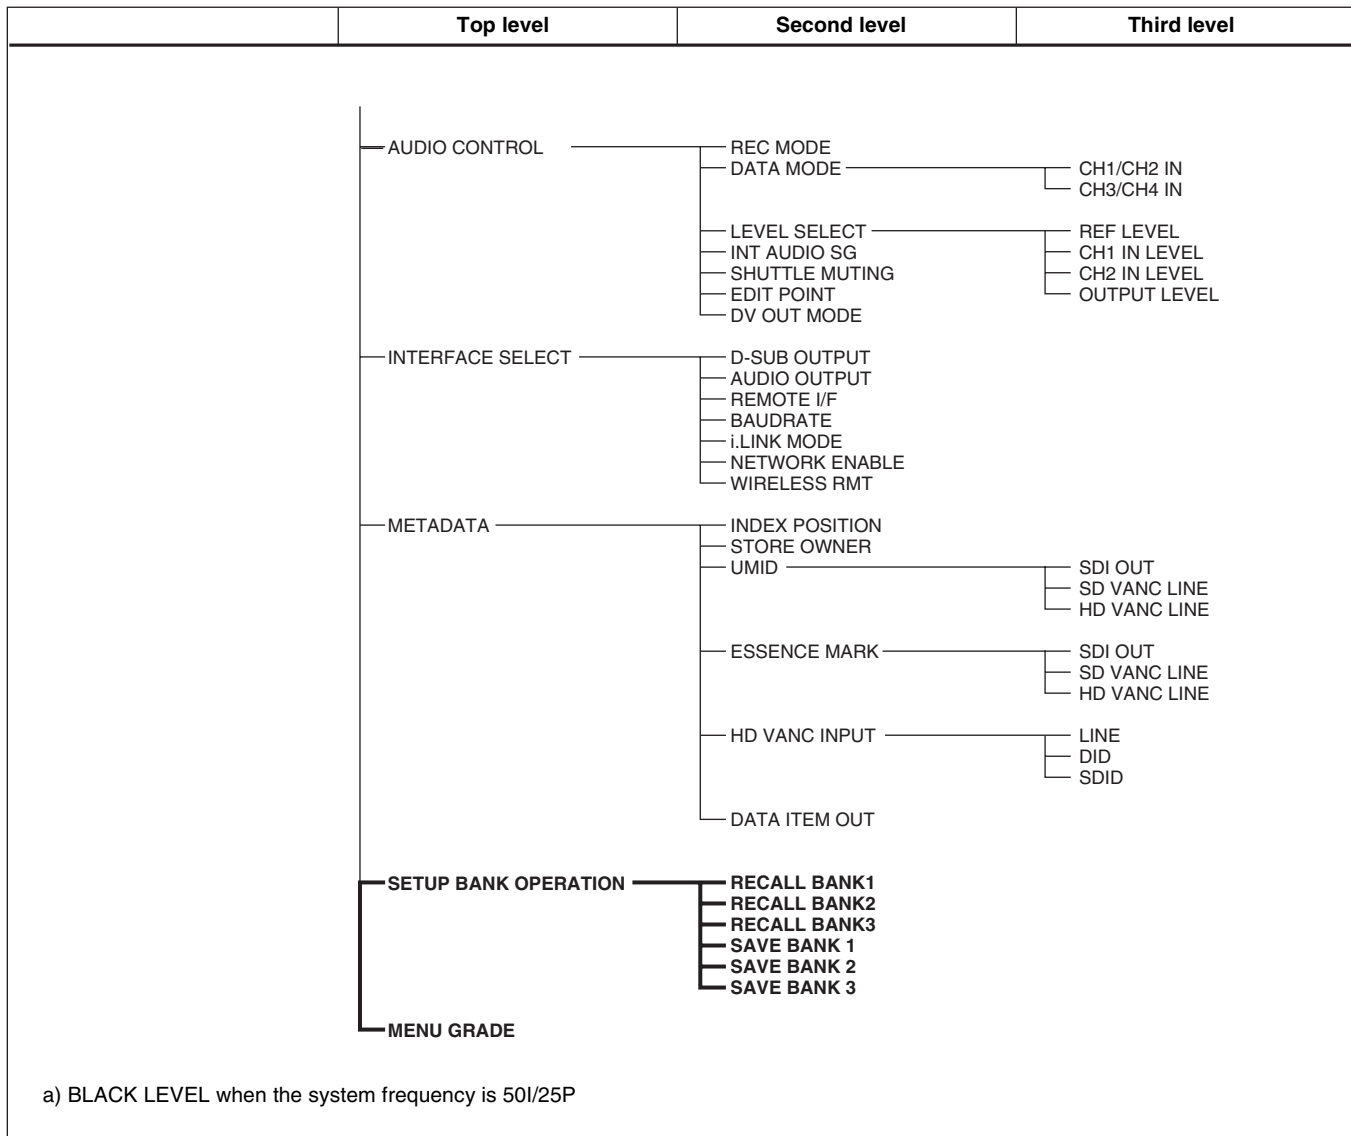 Top level Second level Third level
AUDIO CONTROL REC MODE
DATA MODE CH1/CH2 IN
CH3/CH4 IN
LEVEL SELECT REF LEVEL
INT AUDIO SG CH1 IN LEVEL
SHUTTLE MUTING CH2 IN LEVEL
EDIT POINT OUTPUT LEVEL
DV OUT MODE
INTERFACE SELECT D-SUB OUTPUT
AUDIO OUTPUT
REMOTE I/F
BAUDRATE
i.LINK MODE
NETWORK ENABLE
WIRELESS RMT
METADATA INDEX POSITION
STORE OWNER
UMID SDI OUT
SD VANC LINE
HD VANC LINE
ESSENCE MARK SDI OUT
SD VANC LINE
HD VANC LINE
HD VANC INPUT LINE
DID
SDID
DATA ITEM OUT
SETUP BANK OPERATION RECALL BANK1
RECALL BANK2
RECALL BANK3
SAVE BANK 1
SAVE BANK 2
SAVE BANK 3
MENU GRADE
a) BLACK LEVEL when the system frequency is 50I/25P